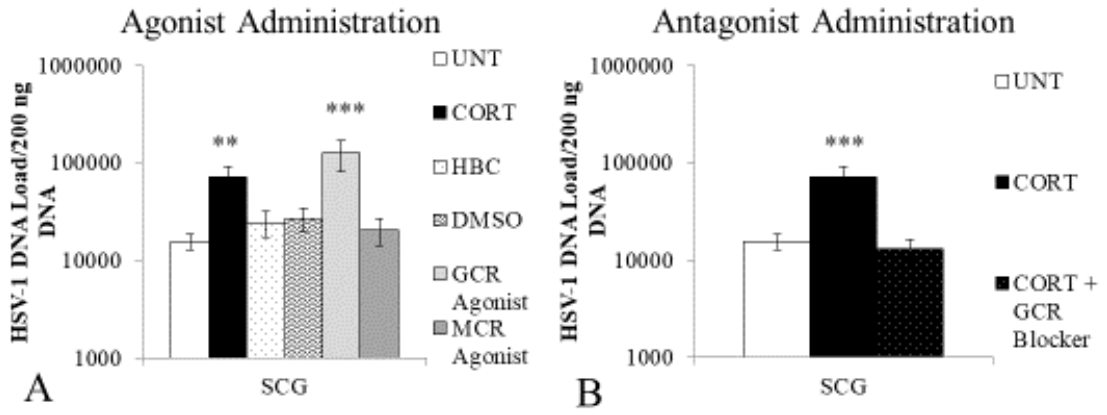 Agonist Administration
HSV-1 DNA Load/200 ng
DNA
1000000
100000
10000
1000
**
***
SCG
UNT
CORT
HBC
DMSO
GCR
Agonist
MCR
Agonist
A
Antagonist Administration
HSV-1 DNA Load/200 ng
DNA
1000000
100000
10000
1000
***
SCG
UNT
CORT
CORT +
GCR
Blocker
B